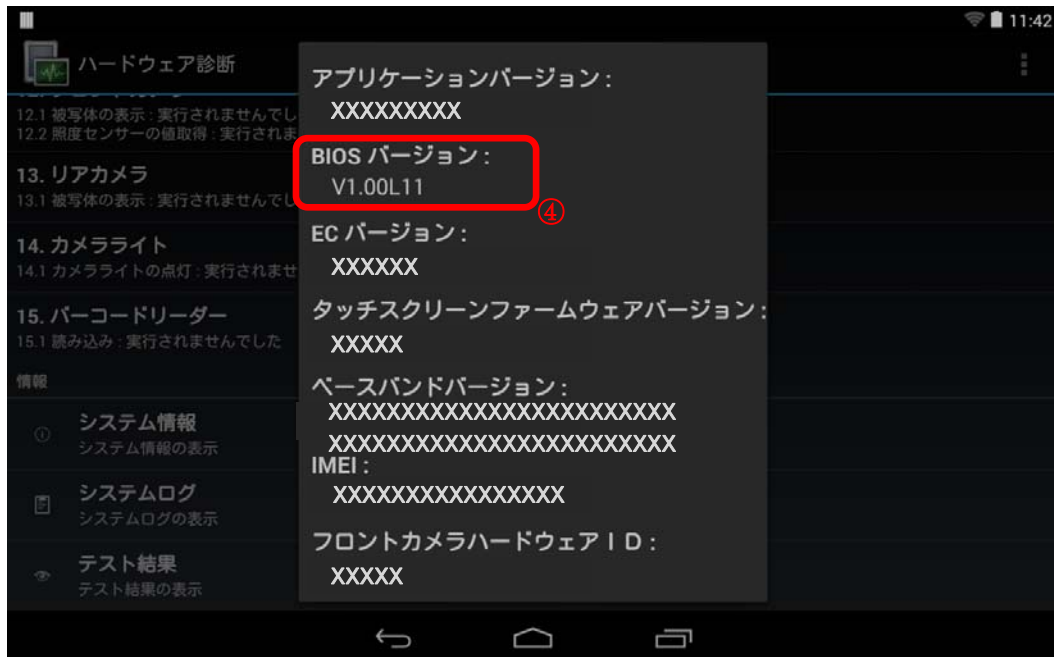 11:42
ハードウェア診断
12.1 被写体の表示 : 実行されませんでし
12.2 照度センサーの値取得 : 実行されま
13. リアカメラ
13.1 被写体の表示 : 実行されませんでし
14. カメラライト
14.1 カメラライトの点灯 : 実行されませ
15. バーコードリーダー
15.1 読み込み : 実行されませんでした
情報
システム情報
システム情報の表示
システムログ
システムログの表示
テスト結果
テスト結果の表示
アプリケーションバージョン :
XXXXXXXXX
BIOS バージョン :
V1.00L11
④
EC バージョン :
XXXXXX
タッチスクリーンファームウェアバージョン :
XXXXX
ベースバンドバージョン :
XXXXXXXXXXXXXXXXXXXXXXXX
XXXXXXXXXXXXXXXXXXXXXXXX
IMEI :
XXXXXXXXXXXXXXXX
フロントカメラハードウェアＩＤ :
XXXXX